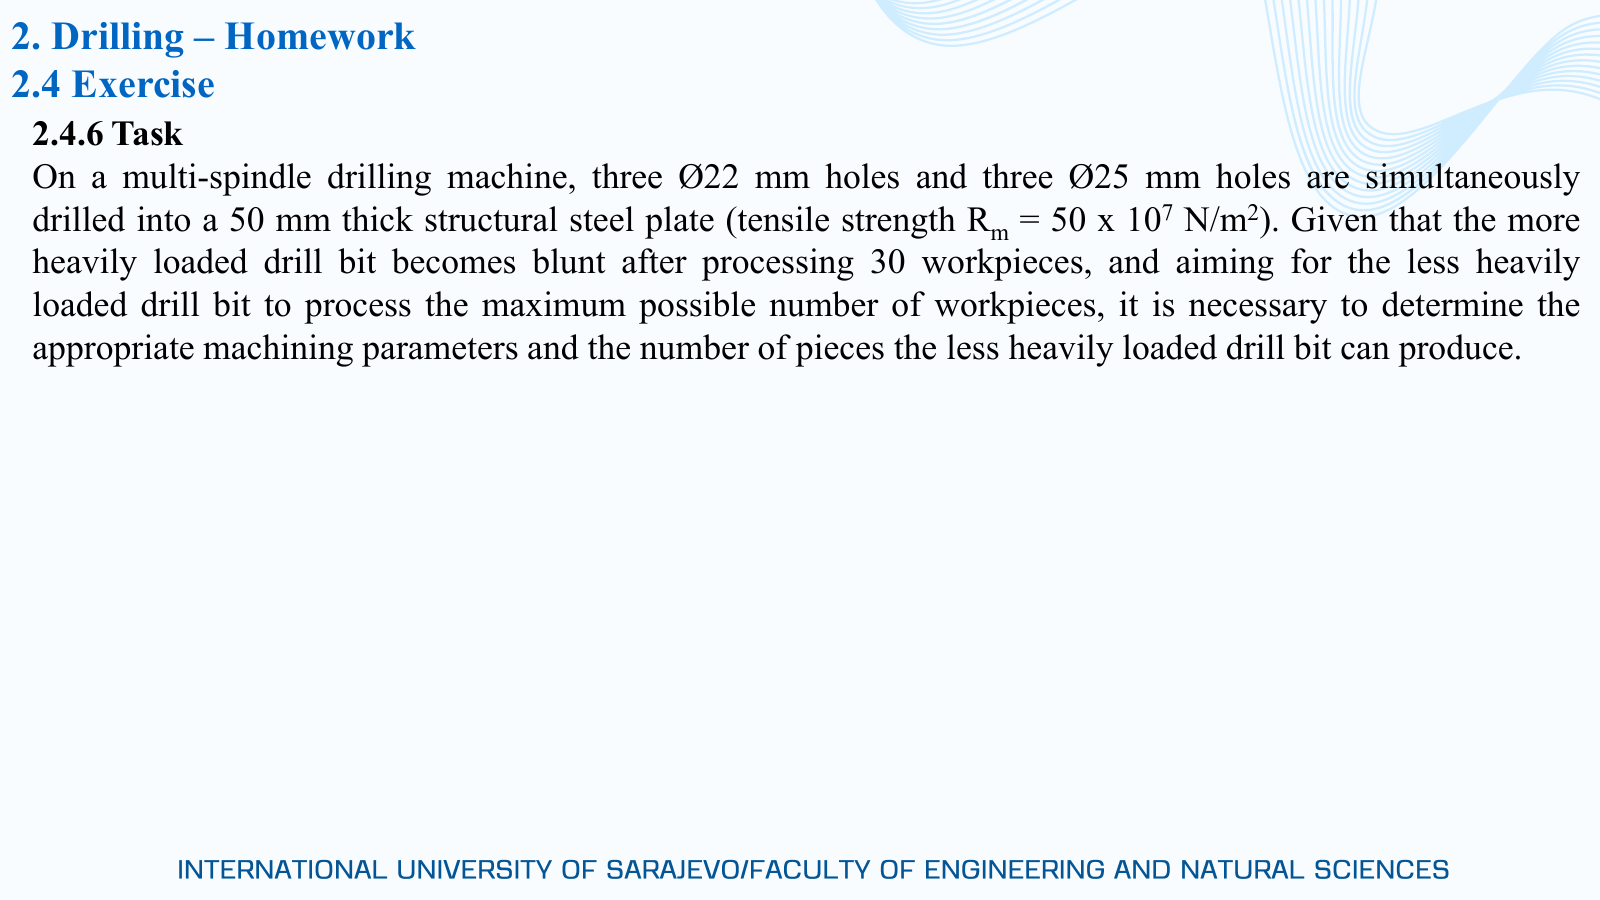 2. Drilling – Homework
2.4 Exercise
2.4.6 Task
On a multi-spindle drilling machine, three Ø22 mm holes and three Ø25 mm holes are simultaneously
drilled into a 50 mm thick structural steel plate (tensile strength Rₘ = 50 x 10⁷ N/m²). Given that the more
heavily loaded drill bit becomes blunt after processing 30 workpieces, and aiming for the less heavily
loaded drill bit to process the maximum possible number of workpieces, it is necessary to determine the
appropriate machining parameters and the number of pieces the less heavily loaded drill bit can produce.
INTERNATIONAL UNIVERSITY OF SARAJEVO/FACULTY OF ENGINEERING AND NATURAL SCIENCES